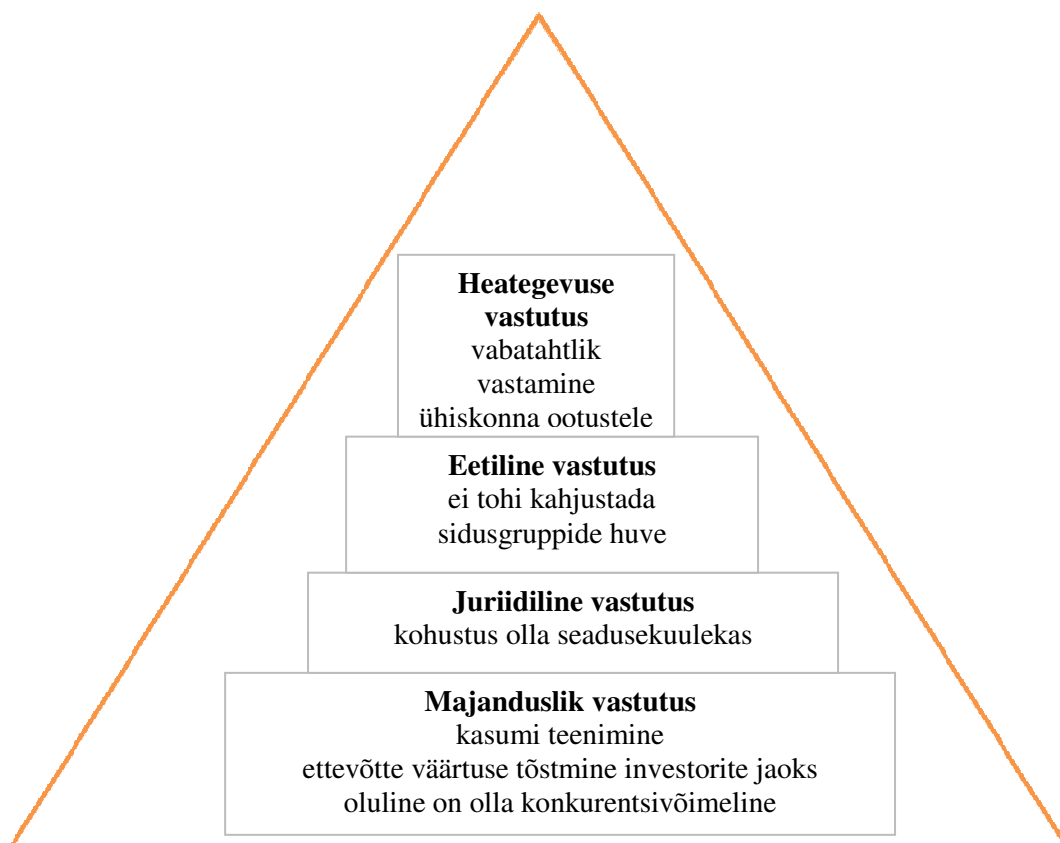 Heategevuse
vastutus
vabatahtlik
vastamine
ühiskonna ootustele
Eetiline vastutus
ei tohi kahjustada
sidusgruppide huve
Juriidiline vastutus
kohustus olla seadusekuulekas
Majanduslik vastutus
kasumi teenimine
ettevõtte väärtuse tõstmine investorite jaoks
oluline on olla konkurentsivõimeline